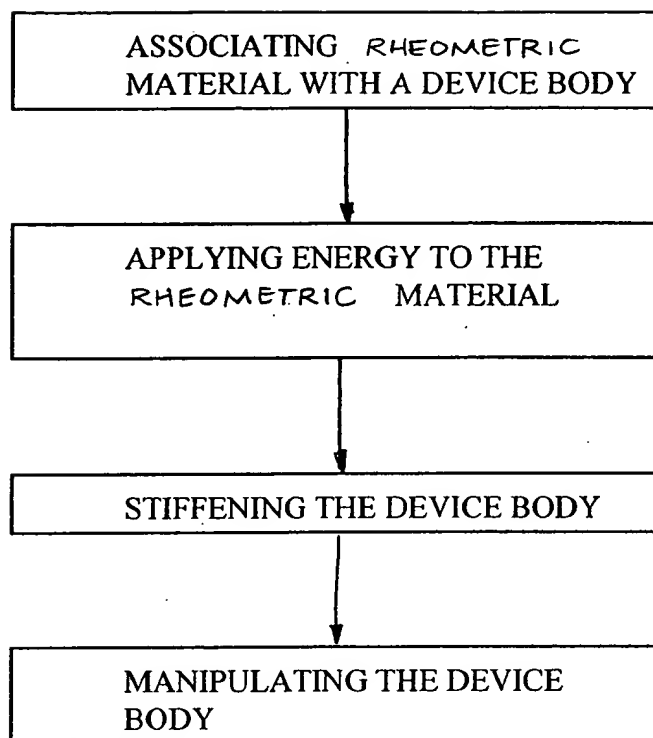 ASSOCIATING RHEOMETRIC
MATERIAL WITH A DEVICE BODY
APPLYING ENERGY TO THE
RHEOMETRIC MATERIAL
STIFFENING THE DEVICE BODY
MANIPULATING THE DEVICE
BODY